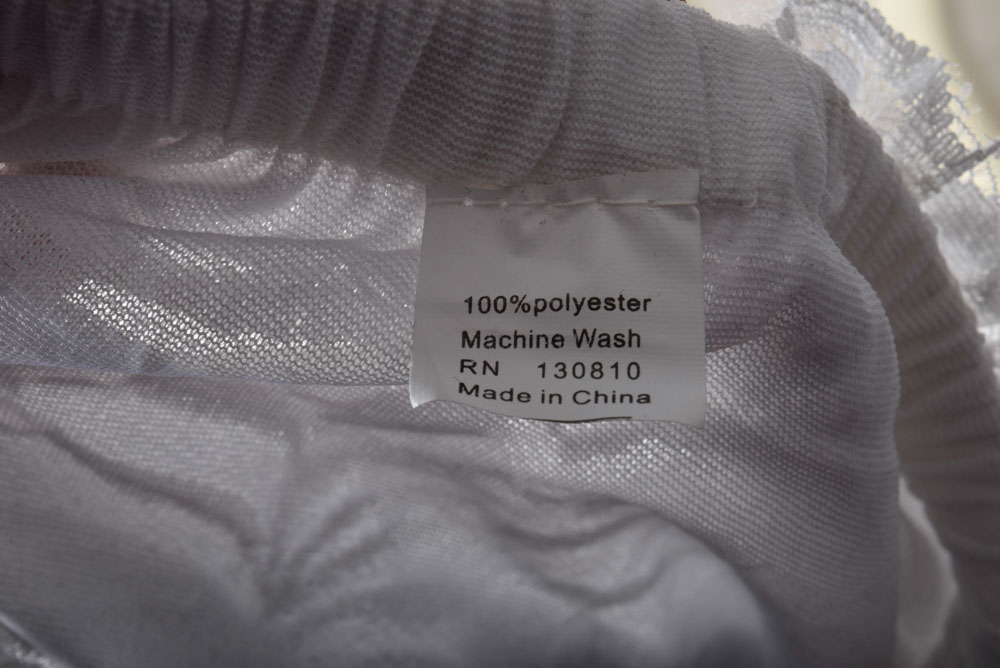 100%polyester
Machine Wash
RN 130810
Made in China